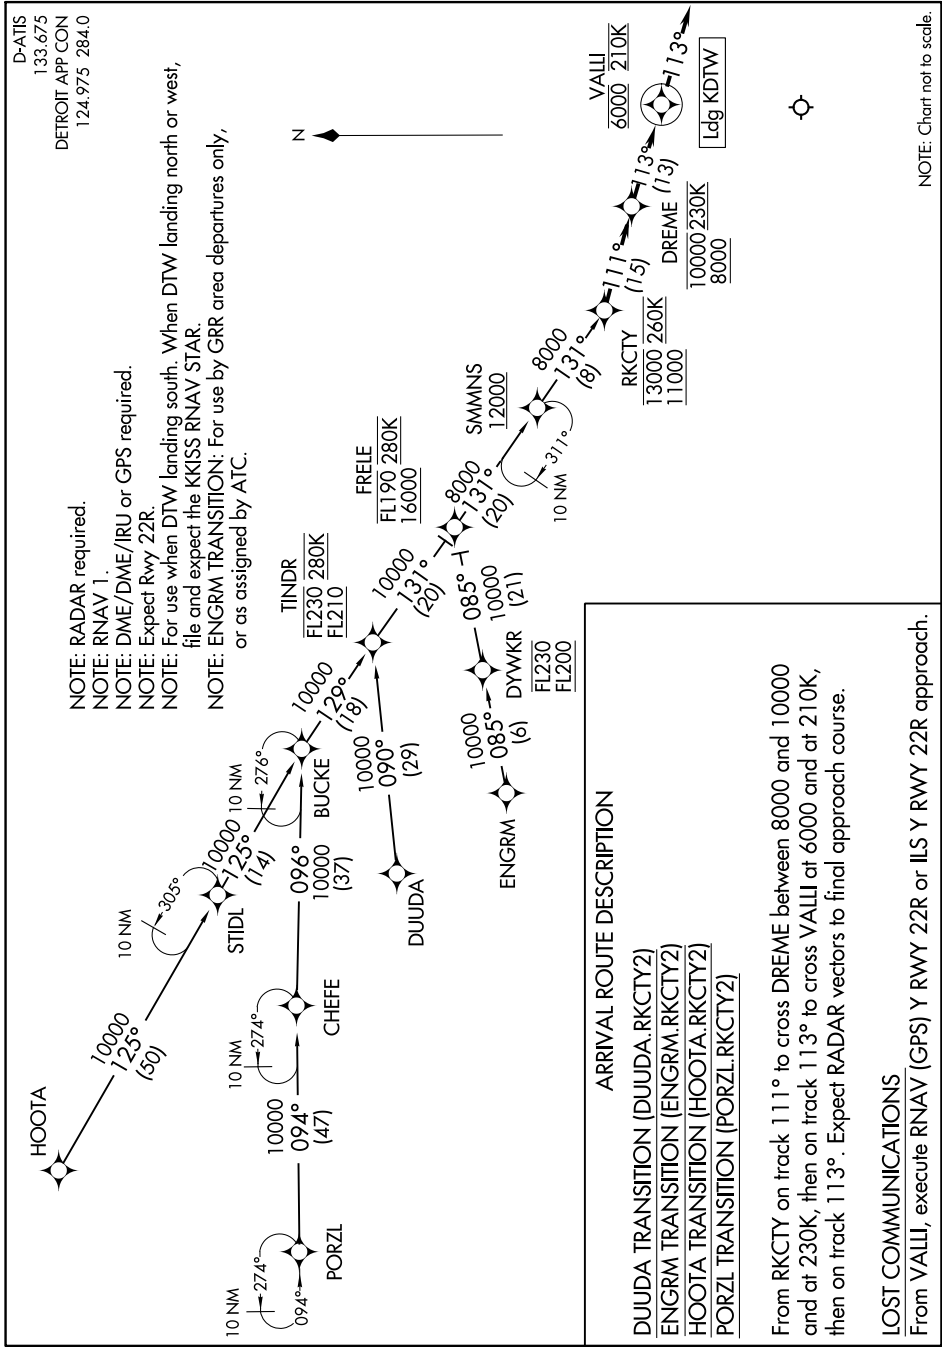 D-ATIS
133.675
DETROIT APP CON
124.975 284.0
NOTE: RADAR required.
NOTE: RNAV 1.
NOTE: DME/DME/IRU or GPS required.
NOTE: Expect Rwy 22R.
NOTE: For use when DTW landing south. When DTW landing north or west,
file and expect the KKISS RNAV STAR.
NOTE: ENGRM TRANSITION: For use by GRR area departures only,
or as assigned by ATC.
N
HOOTA
10000
125°
(50)
10 NM
305°
STIDL
10000
125°
(14)
10 NM
276°
BUCKE
10000
129°
(18)
TINDR
FL230 280K
FL210
10000
131°
(20)
FRELE
FL190 280K
16000
8000
131°
(20)
SMMNS
12000
10 NM
311°
8000
131°
(8)
RKCTY
13000 260K
11000
111°
(15)
DREME
10000 230K
8000
113°
(13)
VALLI
6000 210K
113°
Ldg KDTW
10 NM
274°
094°
PORZL
10000
094°
(47)
10 NM
274°
CHEFE
096°
10000
(37)
DUUDA
10000
090°
(29)
ENGRM
10000
085°
(6)
DYWKR
FL230
FL200
085°
10000
(21)
NOTE: Chart not to scale.
ARRIVAL ROUTE DESCRIPTION
DUUDA TRANSITION (DUUDA.RKCTY2)
ENGRM TRANSITION (ENGRM.RKCTY2)
HOOTA TRANSITION (HOOTA.RKCTY2)
PORZL TRANSITION (PORZL.RKCTY2)
From RKCTY on track 111° to cross DREME between 8000 and 10000
and at 230K, then on track 113° to cross VALLI at 6000 and at 210K,
then on track 113°. Expect RADAR vectors to final approach course.
LOST COMMUNICATIONS
From VALLI, execute RNAV (GPS) Y RWY 22R or ILS Y RWY 22R approach.